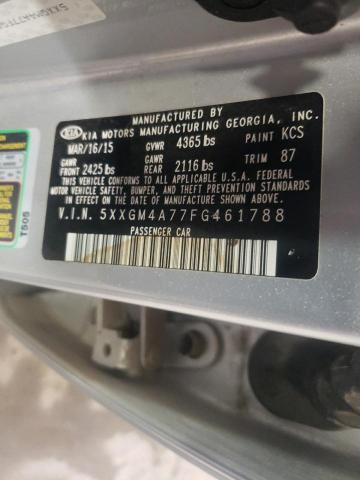 MANUFACTURED BY
KIA KIA MOTORS MANUFACTURING GEORGIA, INC.
MAR/16/15 GVWR 4365 lbs PAINT KCS
GAWR FRONT 2425 lbs GAWR REAR 2116 lbs TRIM 87
THIS VEHICLE CONFORMS TO ALL APPLICABLE U.S.A. FEDERAL
MOTOR VEHICLE SAFETY, BUMPER, AND THEFT PREVENTION
STANDARDS IN EFFECT ON THE DATE OF MANUFACTURE
SHOWN ABOVE.
V.I.N. 5XXGM4A77FG461788
PASSENGER CAR
T505